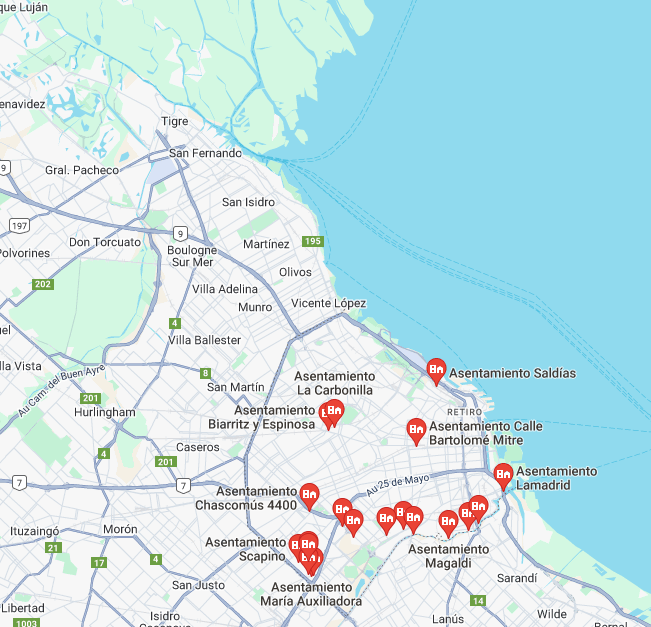 que Luján
Benavidez
Tigre
San Fernando
9
Gral. Pacheco
San Isidro
197
9
Don Torcuato
Martínez
195
Polvorines
Boulogne
Sur Mer
Olivos
202
Villa Adelina
Munro
Vicente López
4
Villa Ballester
Asentamiento
La Carbonilla
Asentamiento Saldías
8
Au Cam. del Buen Ayre
San Martín
201
Hurlingham
Asentamiento
Biarritz y Espinosa
RETIRO
Asentamiento Calle
Bartolomé Mitre
Caseros
4
201
7
7
Au 25 de Mayo
Asentamiento
Lamadrid
Asentamiento
Chascomús 4400
Ituzaingó
Morón
21
17
4
Asentamiento
Scapino
Asentamiento
Magaldi
San Justo
Asentamiento
María Auxiliadora
Sarandí
Libertad
1003
Isidro
14
Lanús
Wilde
Bernal